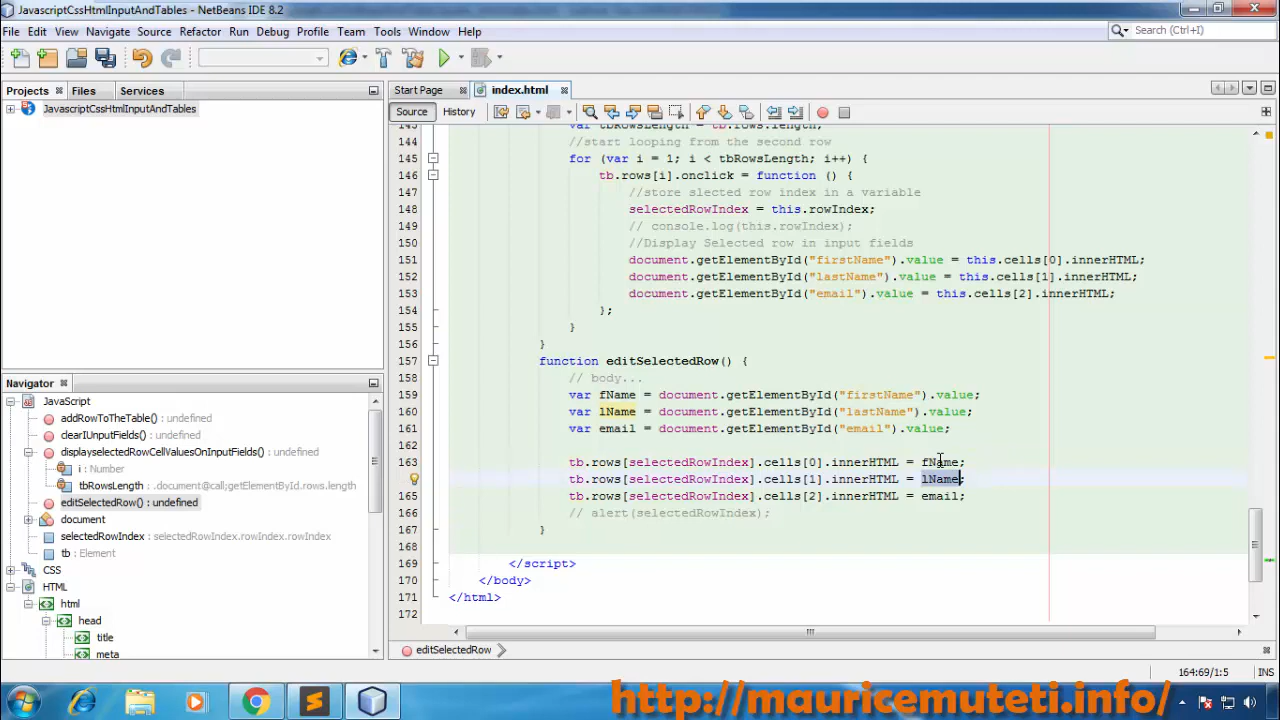 JavascriptCssHtmlInputAndTables - NetBeans IDE 8.2
File Edit View Navigate Source Refactor Run Debug Profile Team Tools Window Help
Search (Ctrl+I)
Projects Files Services
JavascriptCssHtmlInputAndTables
Start Page index.html
Source History
143 var tbRowsLength = tb.rows.length;
144 //start looping from the second row
145 for (var i = 1; i < tbRowsLength; i++) {
146 tb.rows[i].onclick = function () {
147 //store slected row index in a variable
148 selectedRowIndex = this.rowIndex;
149 // console.log(this.rowIndex);
150 //Display Selected row in input fields
151 document.getElementById("firstName").value = this.cells[0].innerHTML;
152 document.getElementById("lastName").value = this.cells[1].innerHTML;
153 document.getElementById("email").value = this.cells[2].innerHTML;
154 };
155 }
156 }
157 function editSelectedRow() {
158 // body...
159 var fName = document.getElementById("firstName").value;
160 var lName = document.getElementById("lastName").value;
161 var email = document.getElementById("email").value;
162
163 tb.rows[selectedRowIndex].cells[0].innerHTML = fName;
tb.rows[selectedRowIndex].cells[1].innerHTML = lName;
165 tb.rows[selectedRowIndex].cells[2].innerHTML = email;
166 // alert(selectedRowIndex);
167 }
168
169 </script>
170 </body>
171 </html>
172
Navigator
JavaScript
addRowToTheTable() : undefined
clearIUnputFields() : undefined
displayselectedRowCellValuesOnInputFields() : undefined
i : Number
tbRowsLength : .document@call;getElementById.rows.length
editSelectedRow() : undefined
document
selectedRowIndex : selectedRowIndex.rowIndex.rowIndex
tb : Element
CSS
HTML
html
head
title
meta
editSelectedRow
164:69/1:5 INS
http://mauricemuteti.info/